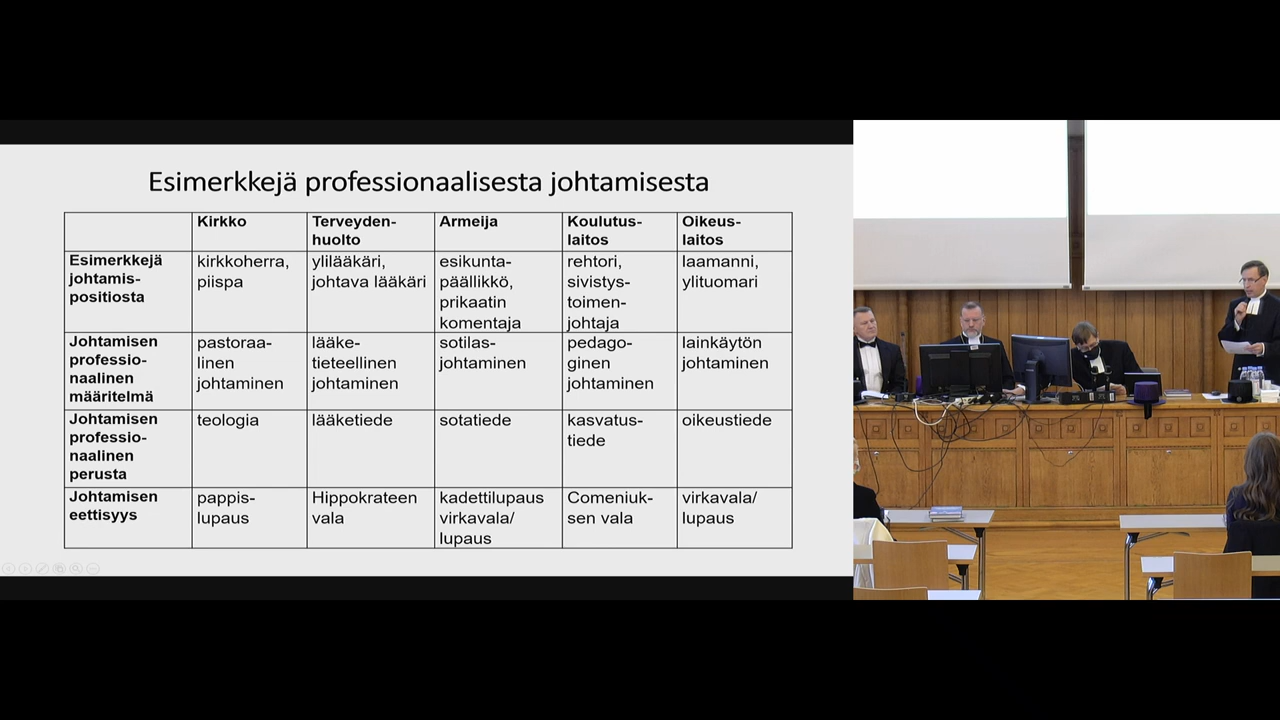 Esimerkkejä professionaalisesta johtamisesta
Kirkko
Terveyden-
huolto
Armeija
Koulutus-
laitos
Oikeus-
laitos
Esimerkkejä
johtamis-
positiosta
kirkkoherra,
piispa
ylilääkäri,
johtava lääkäri
esikunta-
päällikkö,
prikaatin
komentaja
rehtori,
sivistys-
toimen-
johtaja
laamanni,
ylituomari
Johtamisen
professio-
naalinen
määritelmä
pastoraa-
linen
johtaminen
lääke-
tieteellinen
johtaminen
sotilas-
johtaminen
pedago-
ginen
johtaminen
lainkäytön
johtaminen
Johtamisen
professio-
naalinen
perusta
teologia
lääketiede
sotatiede
kasvatus-
tiede
oikeustiede
Johtamisen
eettisyys
pappis-
lupaus
Hippokrateen
vala
kadettilupaus
virkavala/
lupaus
Comeniuk-
sen vala
virkavala/
lupaus